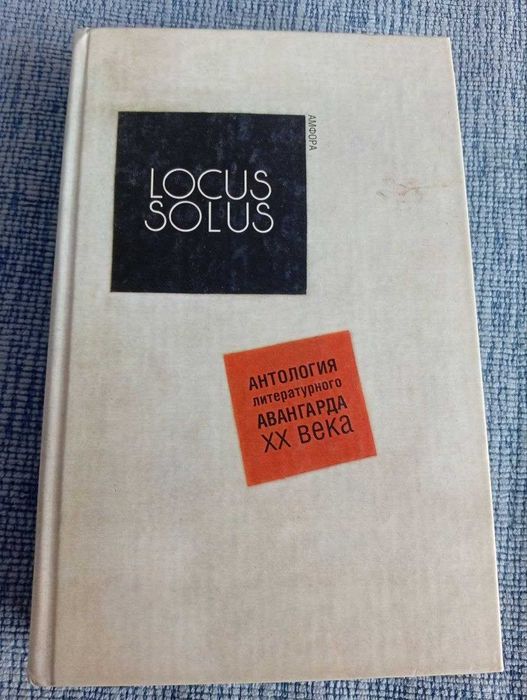 АМФОРА
LOCUS
SOLUS
АНТОЛОГИЯ
литературного
АВАНГАРДА
XX века